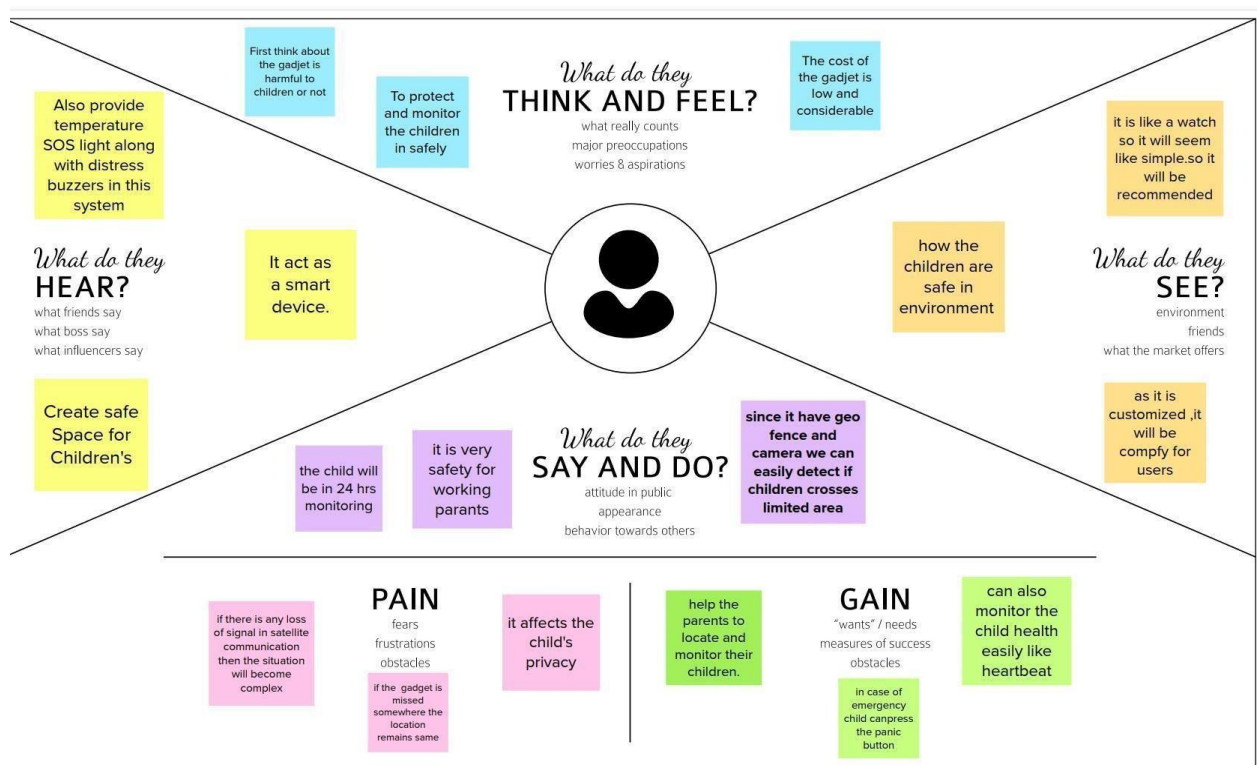 First think about
the gadjet is
harmful to
children or not
To protect
and monitor
the children
in safely
What do they
THINK AND FEEL?
what really counts
major preoccupations
worries & aspirations
The cost of
the gadjet is
low and
considerable
Also provide
temperature
SOS light along
with distress
buzzers in this
system
What do they
HEAR?
what friends say
what boss say
what influencers say
It act as
a smart
device.
Create safe
Space for
Children's
it is like a watch
so it will seem
like simple.so it
will be
recommended
how the
children are
safe in
environment
What do they
SEE?
environment
friends
what the market offers
as it is
customized ,it
will be
compfy for
users
the child will
be in 24 hrs
monitoring
it is very
safety for
working
parants
What do they
SAY AND DO?
attitude in public
appearance
behavior towards others
since it have geo
fence and
camera we can
easily detect if
children crosses
limited area
if there is any loss
of signal in satellite
communication
then the situation
will become
complex
PAIN
fears
frustrations
obstacles
if the gadget is
missed
somewhere the
location
remains same
it affects the
child's
privacy
help the
parents to
locate and
monitor their
children.
GAIN
"wants" / needs
measures of success
obstacles
in case of
emergency
child canpress
the panic
button
can also
monitor the
child health
easily like
heartbeat